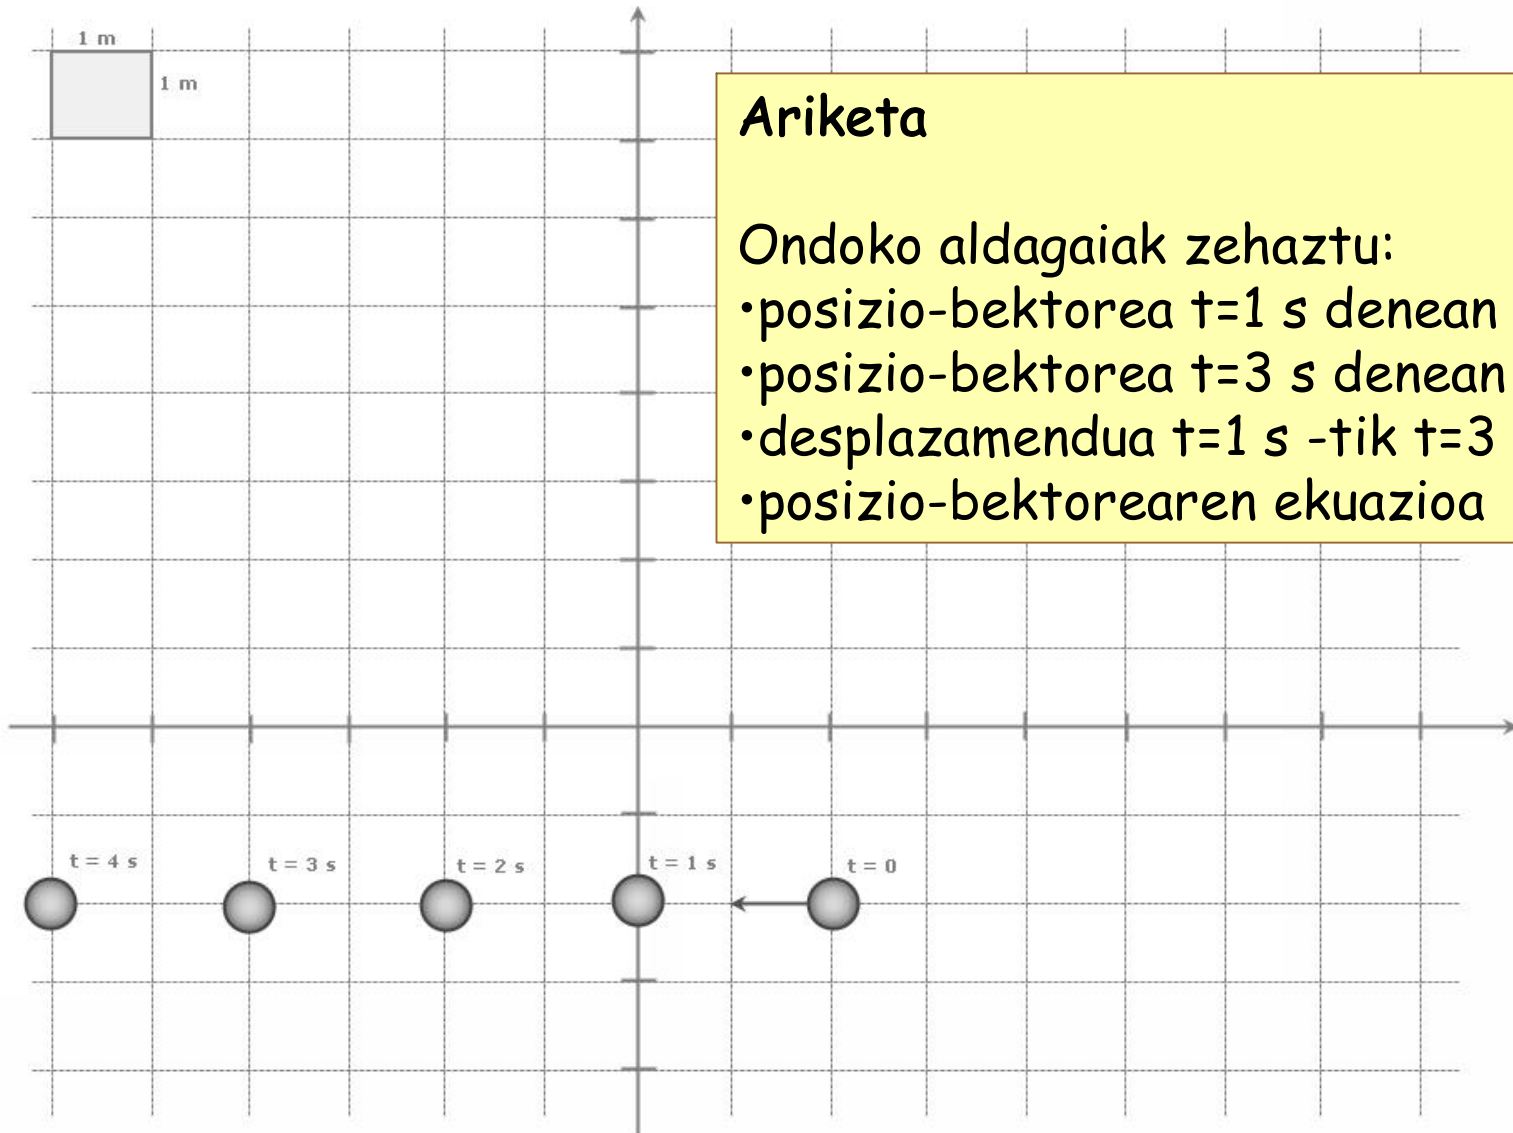 1 m
1 m
Ariketa
Ondoko aldagaiak zehaztu:
•posizio-bektorea t=1 s denean
•posizio-bektorea t=3 s denean
•desplazamendua t=1 s -tik t=3
•posizio-bektorearen ekuazioa
t = 4 s
t = 3 s
t = 2 s
t = 1 s
t = 0